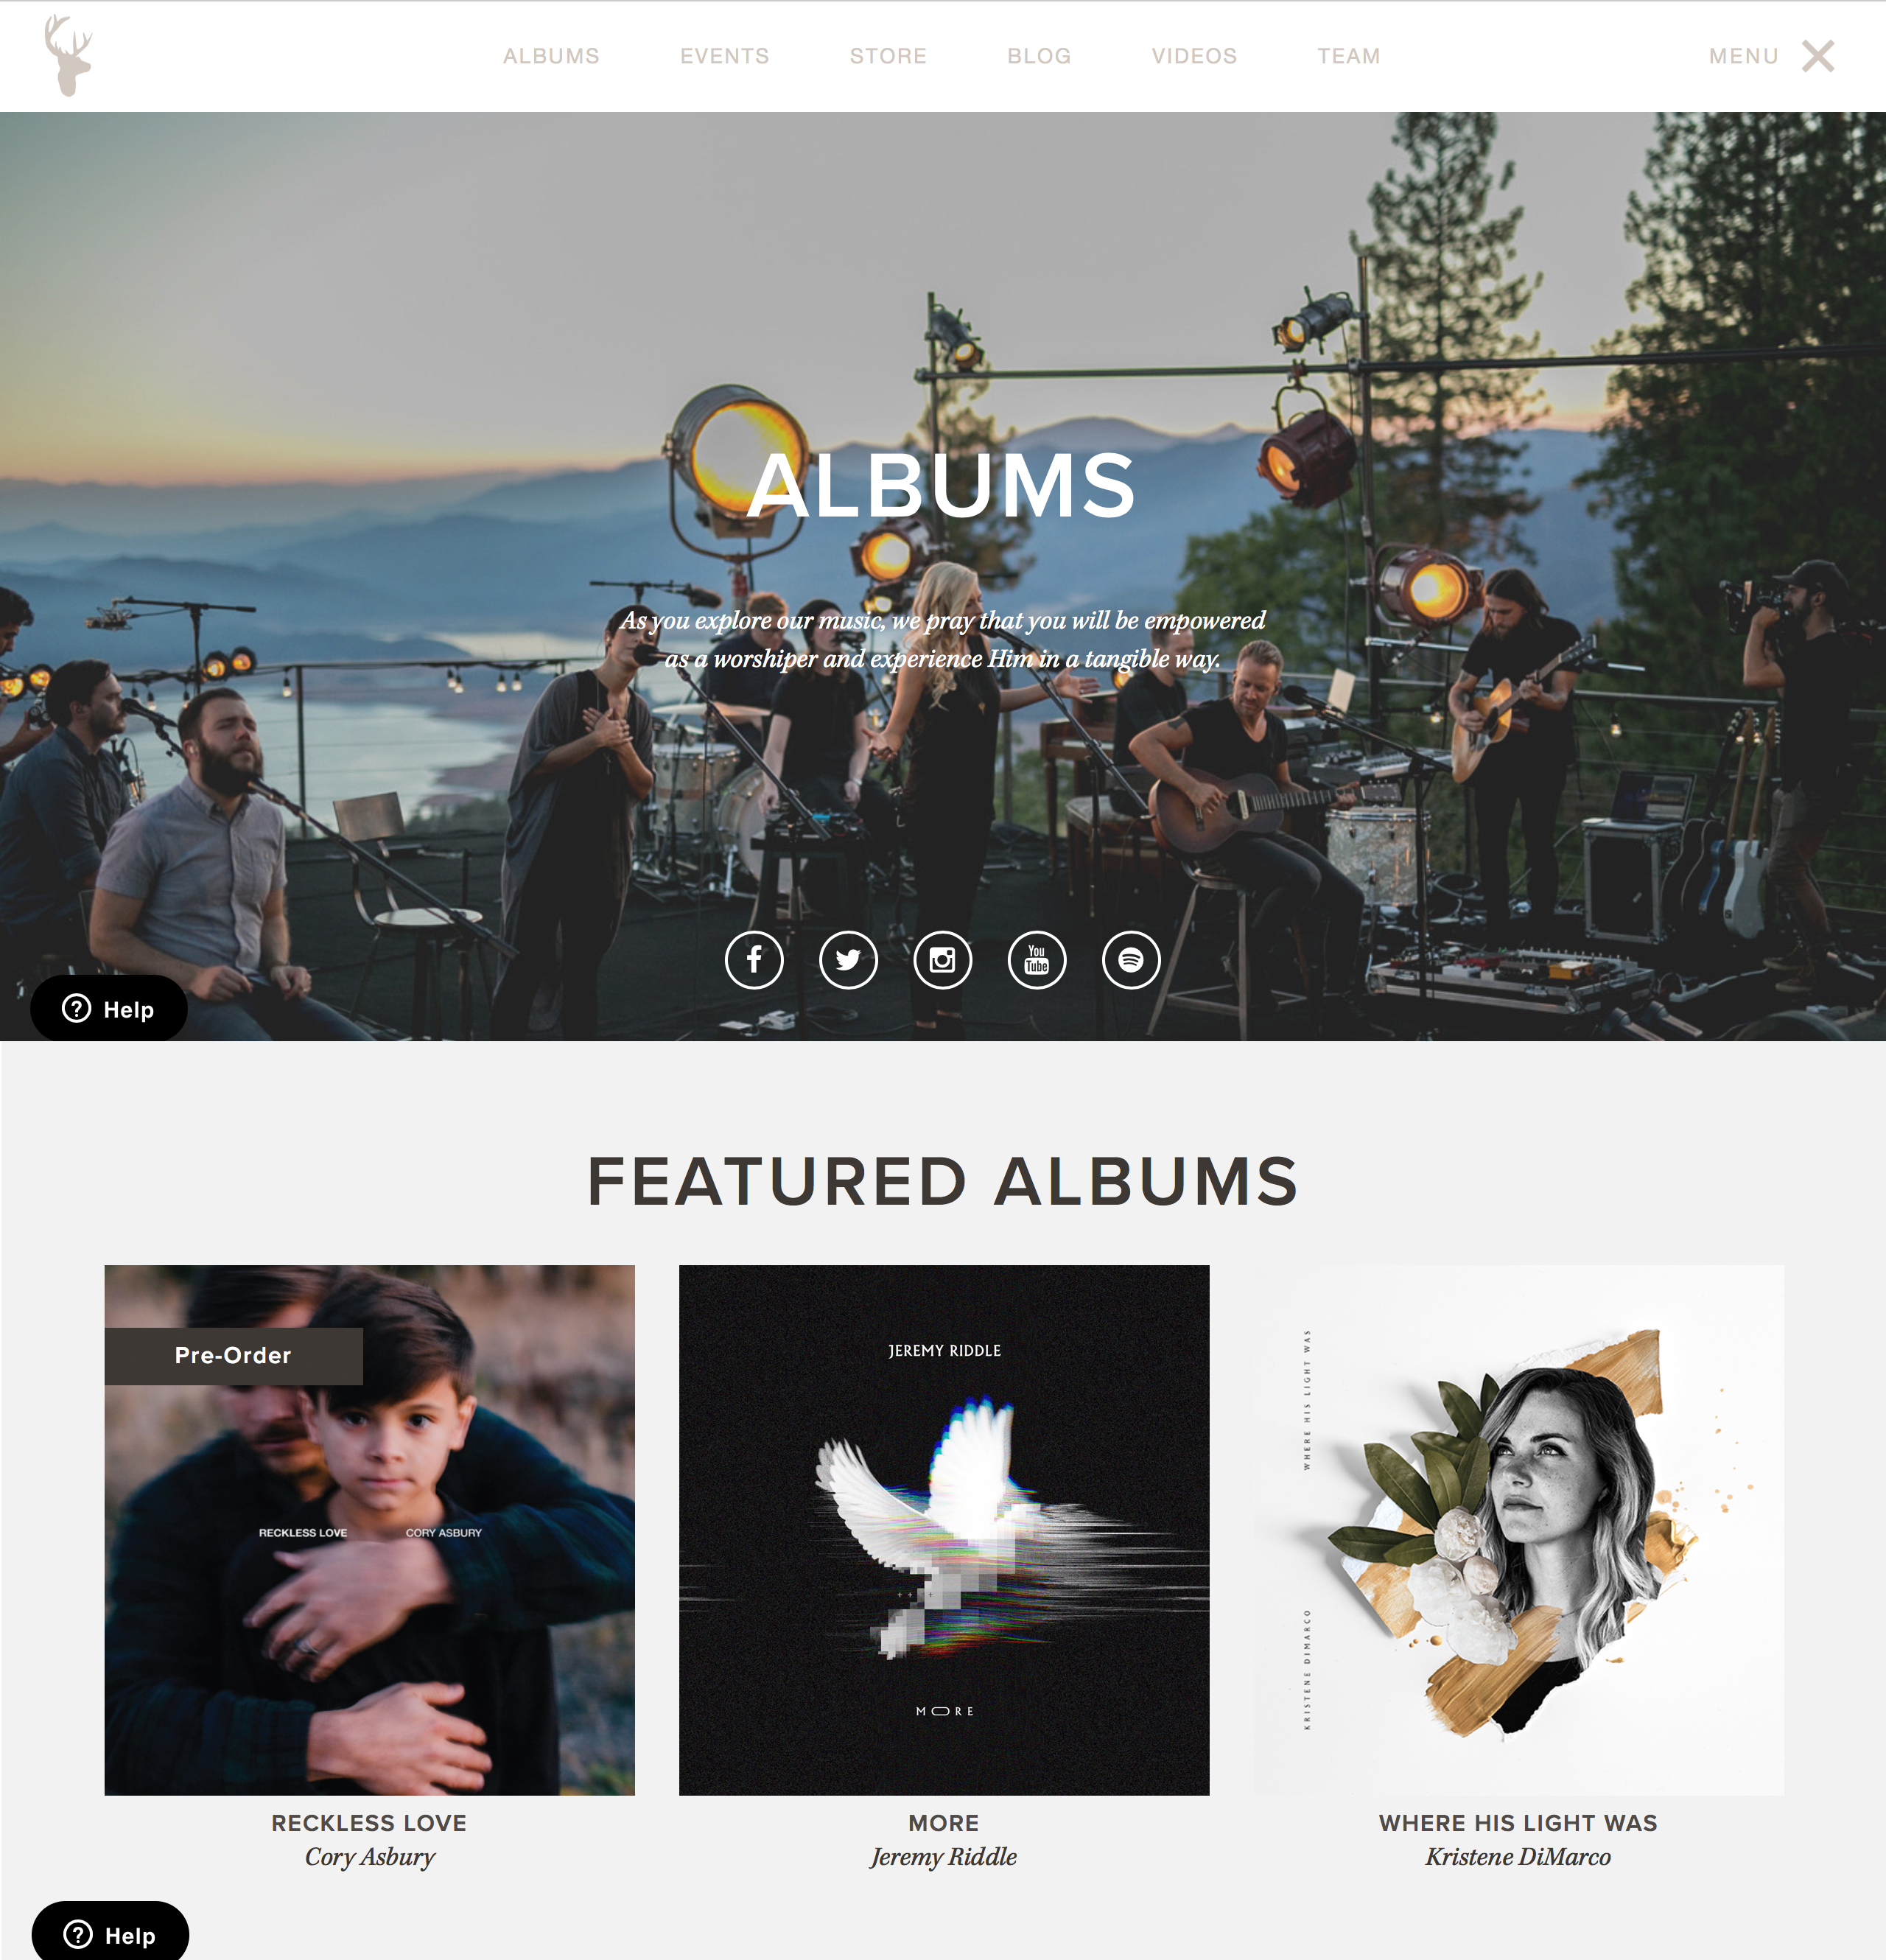 ALBUMS EVENTS STORE BLOG VIDEOS TEAM MENU
ALBUMS
As you explore our music, we pray that you will be empowered
as a worshiper and experience Him in a tangible way.
You
Tube
Help
FEATURED ALBUMS
Pre-Order
RECKLESS LOVE CORY ASBURY
JEREMY RIDDLE
MORE
WHERE HIS LIGHT WAS
KRISTENE DIMARCO
RECKLESS LOVE
Cory Asbury
MORE
Jeremy Riddle
WHERE HIS LIGHT WAS
Kristene DiMarco
Help